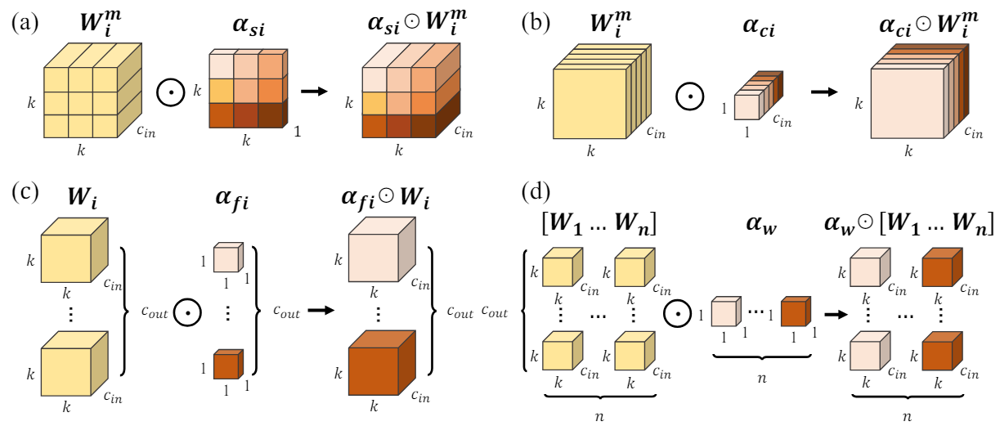 (a) W_i^m α_si α_si ⊙ W_i^m
k k c_in ⊙ k k 1 k k c_in
(b) W_i^m α_ci α_ci ⊙ W_i^m
k k c_in ⊙ 1 1 c_in k k c_in
(c) W_i α_fi α_fi ⊙ W_i
k k c_in 1 1 1 k k c_in
⋮ c_out ⊙ ⋮ c_out ⋮ c_out
k k c_in 1 1 1 k k c_in
(d) [W_1 … W_n] α_w α_w ⊙ [W_1 … W_n]
k k c_in k k c_in k k c_in k k c_in
c_out ⋮ … ⋮ ⊙ 1 1 1 … 1 1 1 ⋮ … ⋮
k k c_in k k c_in k k c_in k k c_in
n n n